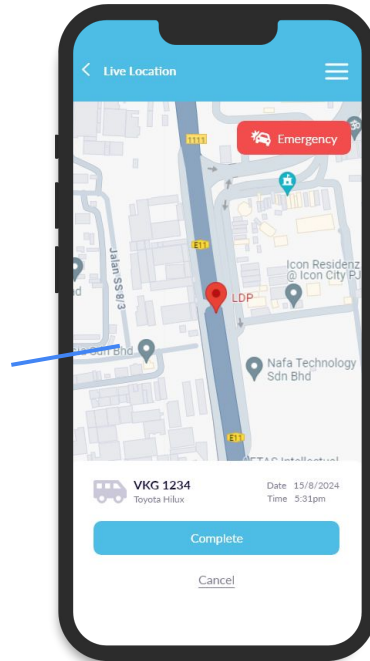 Live Location
1111
Emergency
E11
Jalan SS 8/3
Icon Residenz
@ Icon City PJ
LDP
Sdn Bhd
Nafa Technology
Sdn Bhd
E11
Intellectual
VKG 1234
Toyota Hilux
Date 15/8/2024
Time 5:31pm
Complete
Cancel